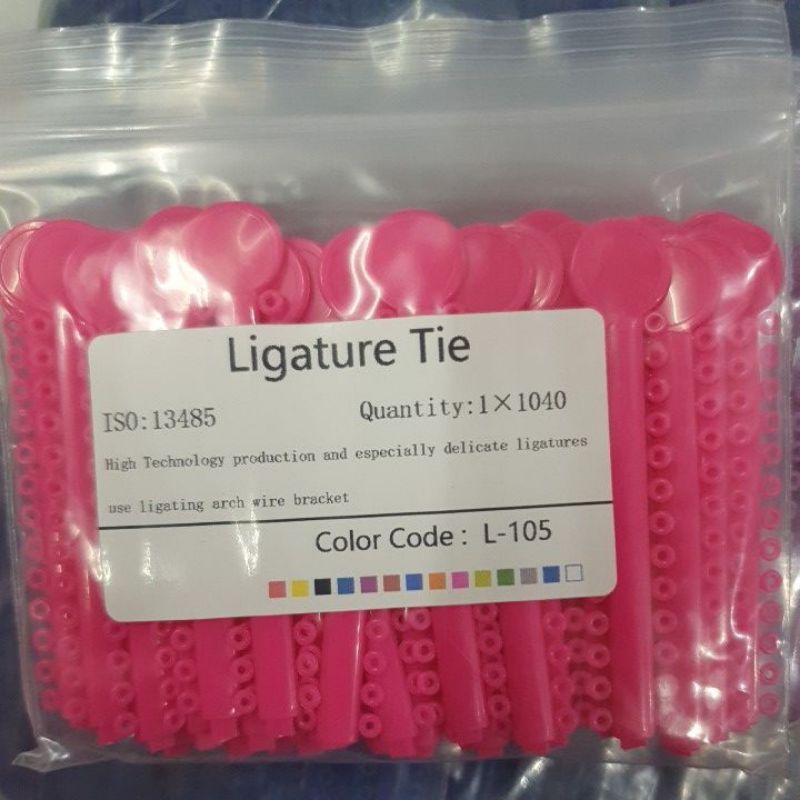 Ligature Tie
ISO:13485 Quantity:1×1040
High Technology production and especially delicate ligatures
use ligating arch wire bracket
Color Code : L-105